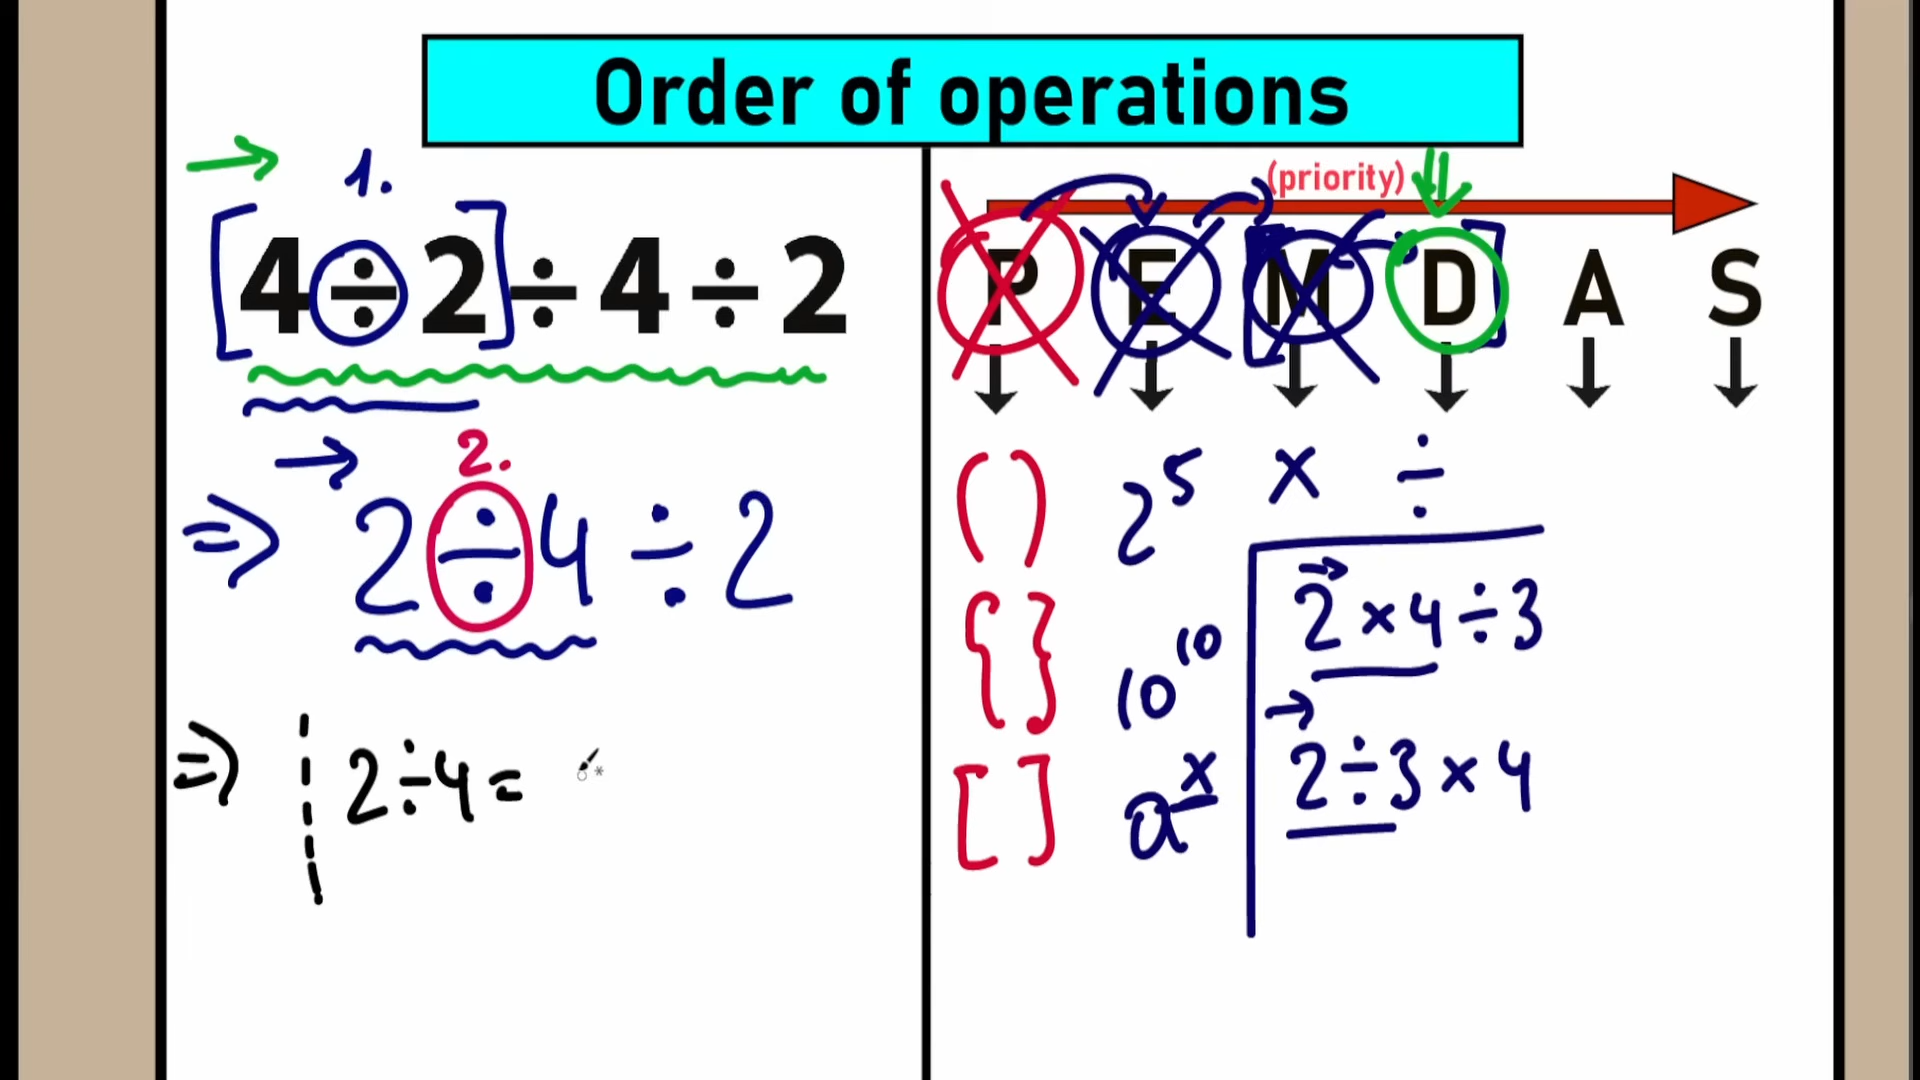 Order of operations
1.
[4÷2]÷4÷2
2.
⇒ 2÷4÷2
⇒ 2÷4=
(priority)
P E M D A S
( ) 2⁵ × ÷
{ } 10¹⁰ 2×4÷3
[ ] aˣ 2÷3×4